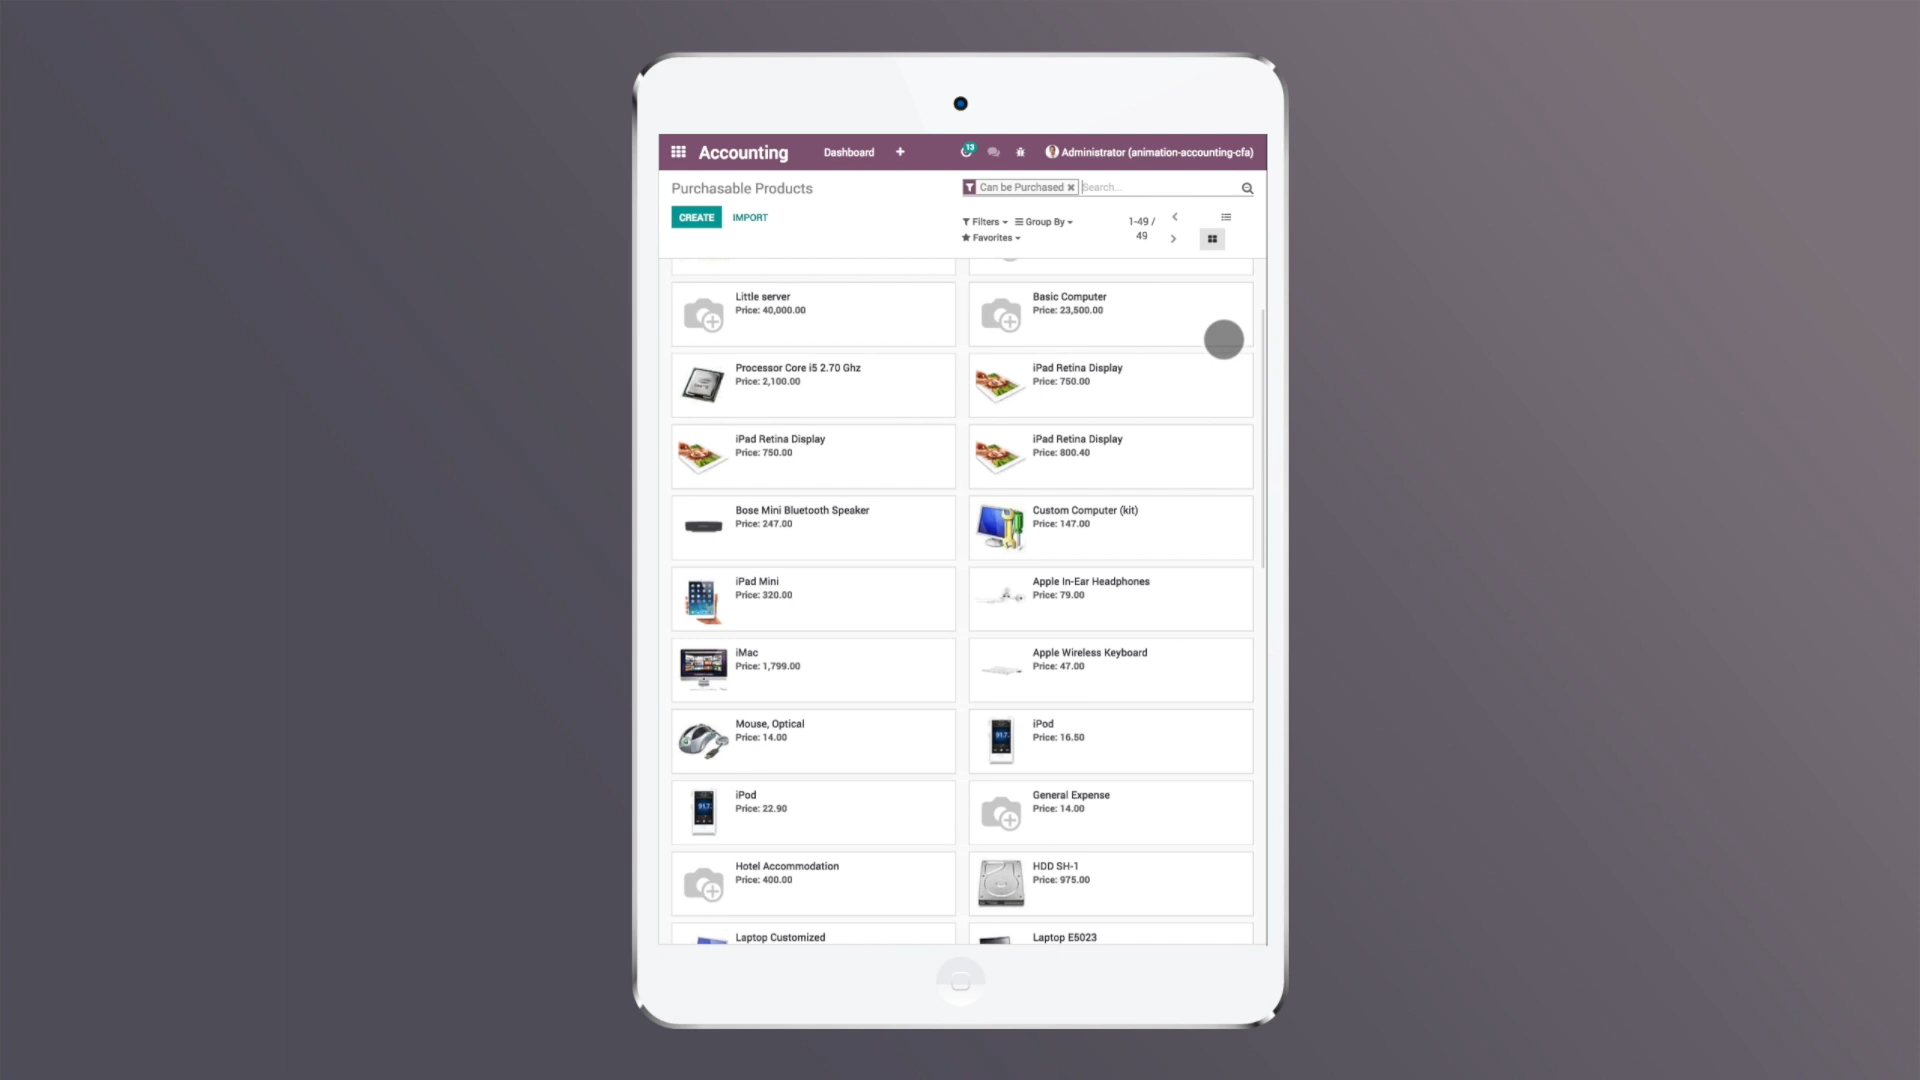 Accounting Dashboard + 13 Administrator (animation-accounting-cfa)
Purchasable Products
Can be Purchased × Search...
CREATE IMPORT
Filters Group By
Favorites
1-49 /
49
Little server
Price: 40,000.00
Basic Computer
Price: 23,500.00
Processor Core i5 2.70 Ghz
Price: 2,100.00
iPad Retina Display
Price: 750.00
iPad Retina Display
Price: 750.00
iPad Retina Display
Price: 800.40
Bose Mini Bluetooth Speaker
Price: 247.00
Custom Computer (kit)
Price: 147.00
iPad Mini
Price: 320.00
Apple In-Ear Headphones
Price: 79.00
iMac
Price: 1,799.00
Apple Wireless Keyboard
Price: 47.00
Mouse, Optical
Price: 14.00
iPod
Price: 16.50
iPod
Price: 22.90
General Expense
Price: 14.00
Hotel Accommodation
Price: 400.00
HDD SH-1
Price: 975.00
Laptop Customized
Laptop E5023